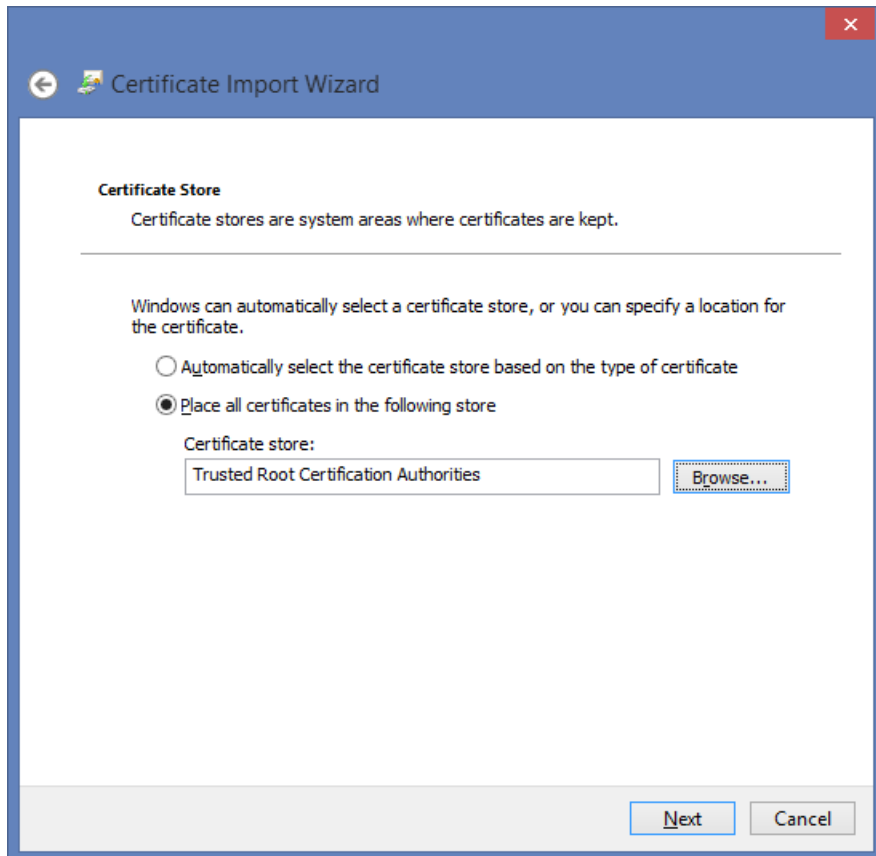 Certificate Import Wizard
Certificate Store
Certificate stores are system areas where certificates are kept.
Windows can automatically select a certificate store, or you can specify a location for
the certificate.
Automatically select the certificate store based on the type of certificate
Place all certificates in the following store
Certificate store:
Trusted Root Certification Authorities
Browse...
Next
Cancel